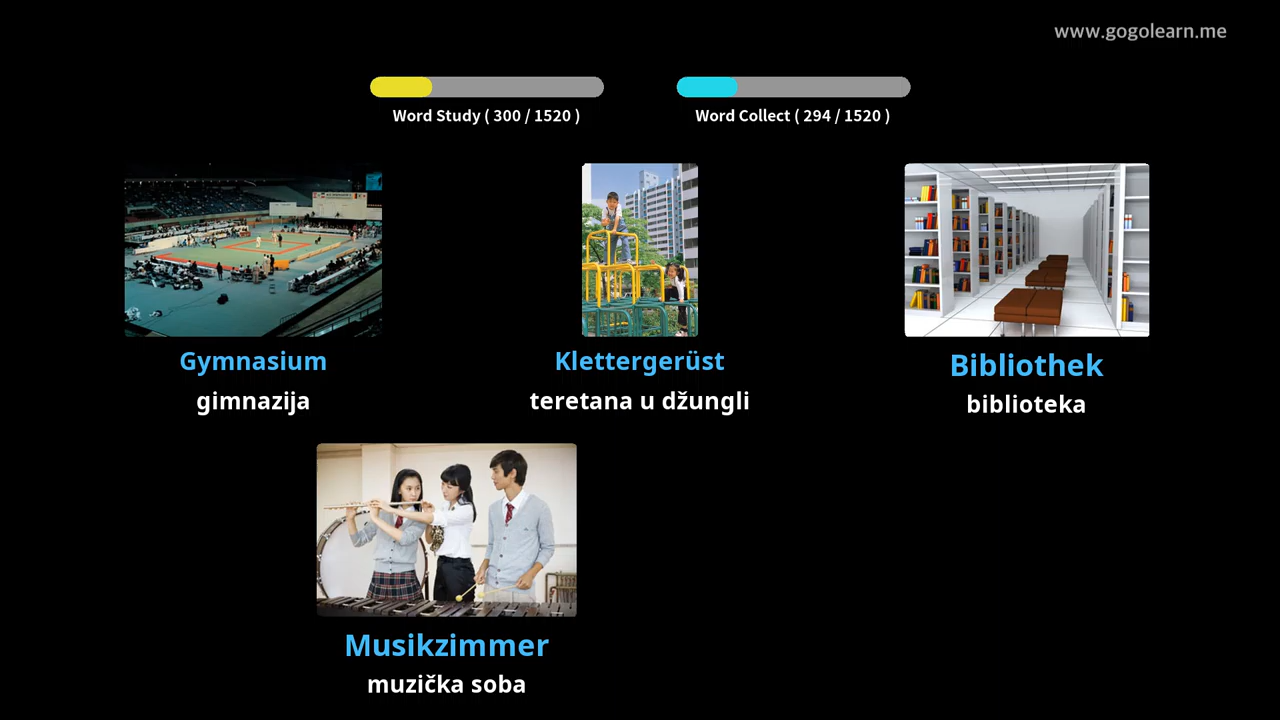 www.gogolearn.me
Word Study ( 300 / 1520 )
Word Collect ( 294 / 1520 )
Gymnasium
gimnazija
Klettergerüst
teretana u džungli
Bibliothek
biblioteka
Musikzimmer
muzička soba